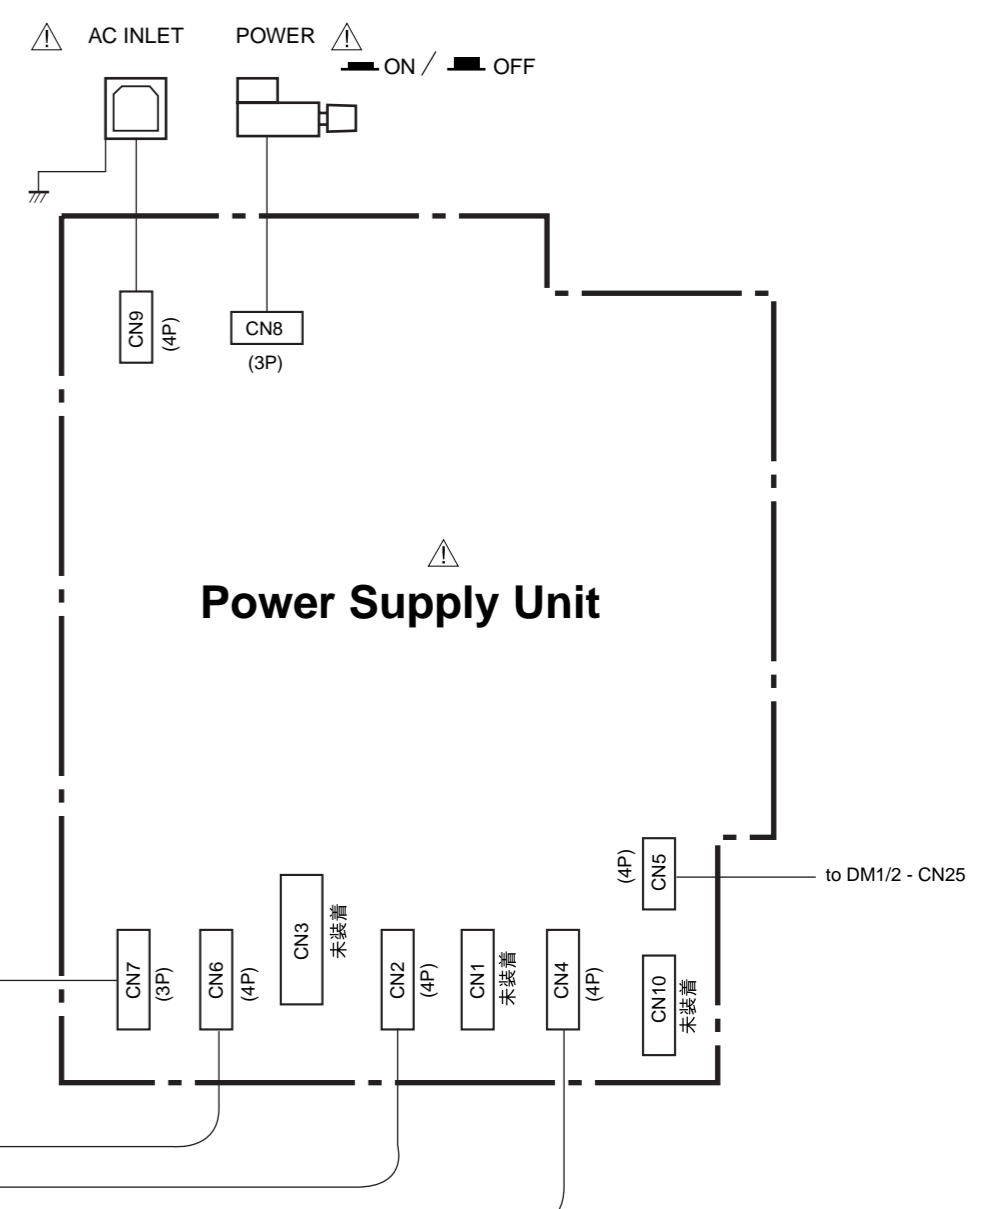 AC INLET
POWER
ON / OFF
CN9
(4P)
CN8
(3P)
Power Supply Unit
(4P)
CN5
to DM1/2 - CN25
CN7
(3P)
CN6
(4P)
CN3
未装着
CN2
(4P)
CN1
未装着
CN4
(4P)
CN10
未装着